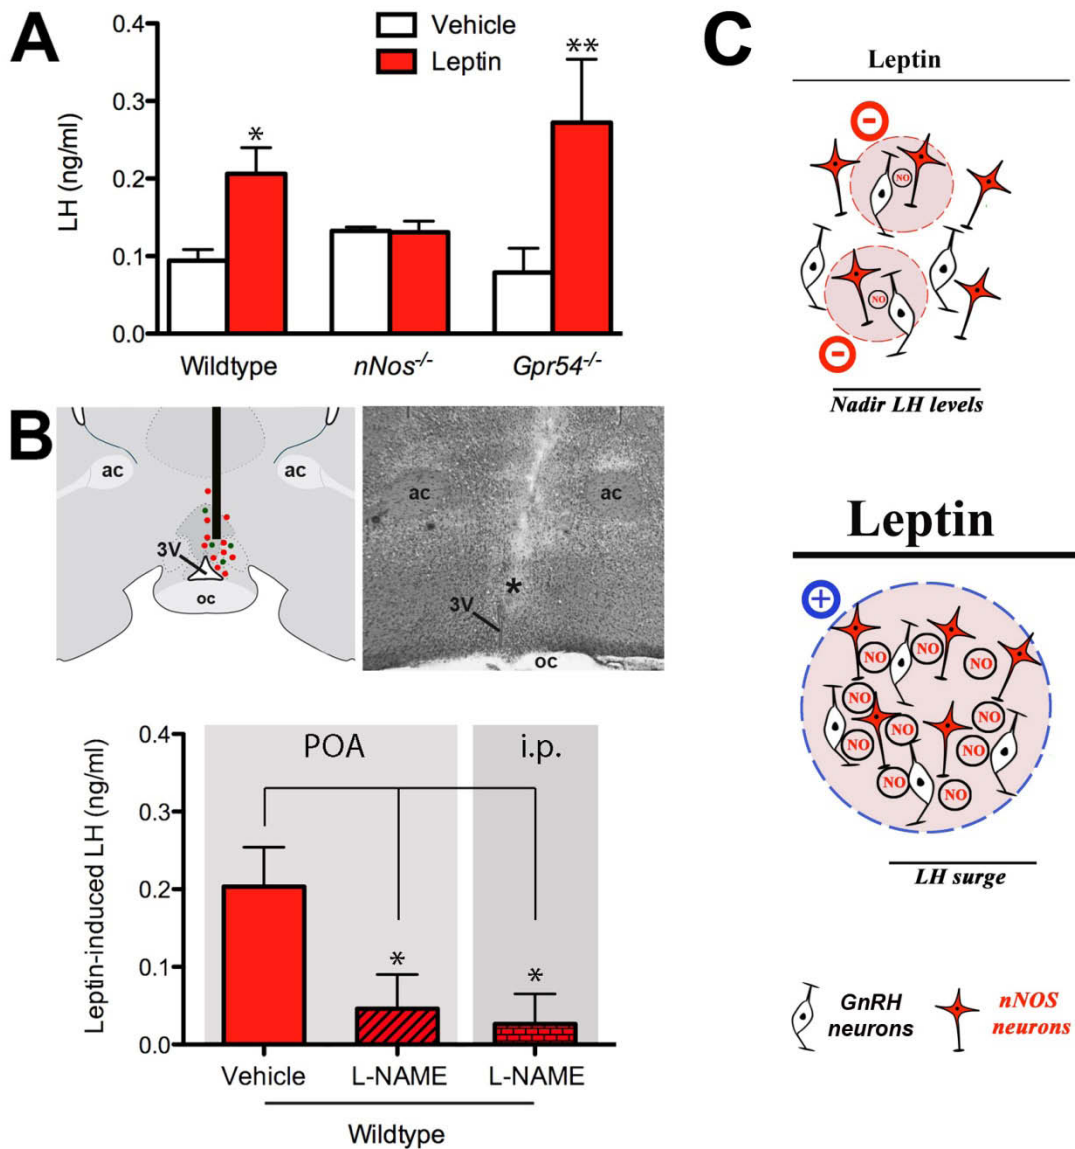 A
0.4
0.3
0.2
0.1
0.0
LH (ng/ml)
Vehicle
Leptin
*
**
Wildtype
nNos-/-
Gpr54-/-
B
ac
ac
3V
oc
ac
ac
*
3V
oc
0.4
0.3
0.2
0.1
0.0
Leptin-induced LH (ng/ml)
POA
i.p.
*
*
Vehicle
L-NAME
L-NAME
Wildtype
C
Leptin
-
NO
NO
-
Nadir LH levels
Leptin
+
NO
NO
NO
NO
NO
NO
NO
NO
NO
NO
Nadir
LH surge
GnRH
neurons
nNOS
neurons